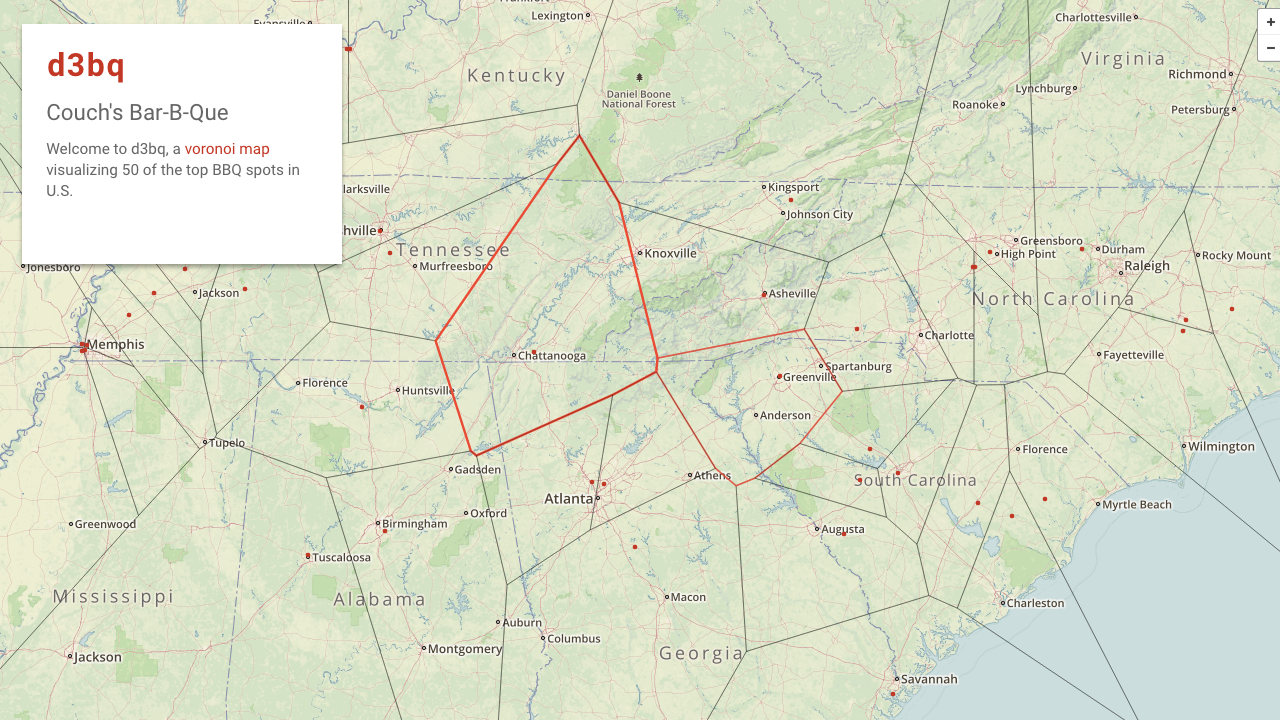 Frankfurt
Lexington
Charlottesville
Evansville
d3bq
Kentucky
Virginia
Richmond
Daniel Boone
National Forest
Lynchburg
Roanoke
Petersburg
Couch's Bar-B-Que
Welcome to d3bq, a voronoi map
visualizing 50 of the top BBQ spots in
U.S.
+
−
larksville
Kingsport
Johnson City
hville
Tennessee
Knoxville
Greensboro
High Point
Durham
Rocky Mount
Raleigh
Murfreesboro
Jonesboro
Jackson
Asheville
North Carolina
Memphis
Charlotte
Chattanooga
Fayetteville
Spartanburg
Greenville
Florence
Huntsville
Anderson
Tupelo
Florence
Wilmington
Gadsden
Athens
South Carolina
Atlanta
Myrtle Beach
Oxford
Greenwood
Birmingham
Augusta
Tuscaloosa
Mississippi
Alabama
Macon
Charleston
Auburn
Columbus
Montgomery
Georgia
Jackson
Savannah